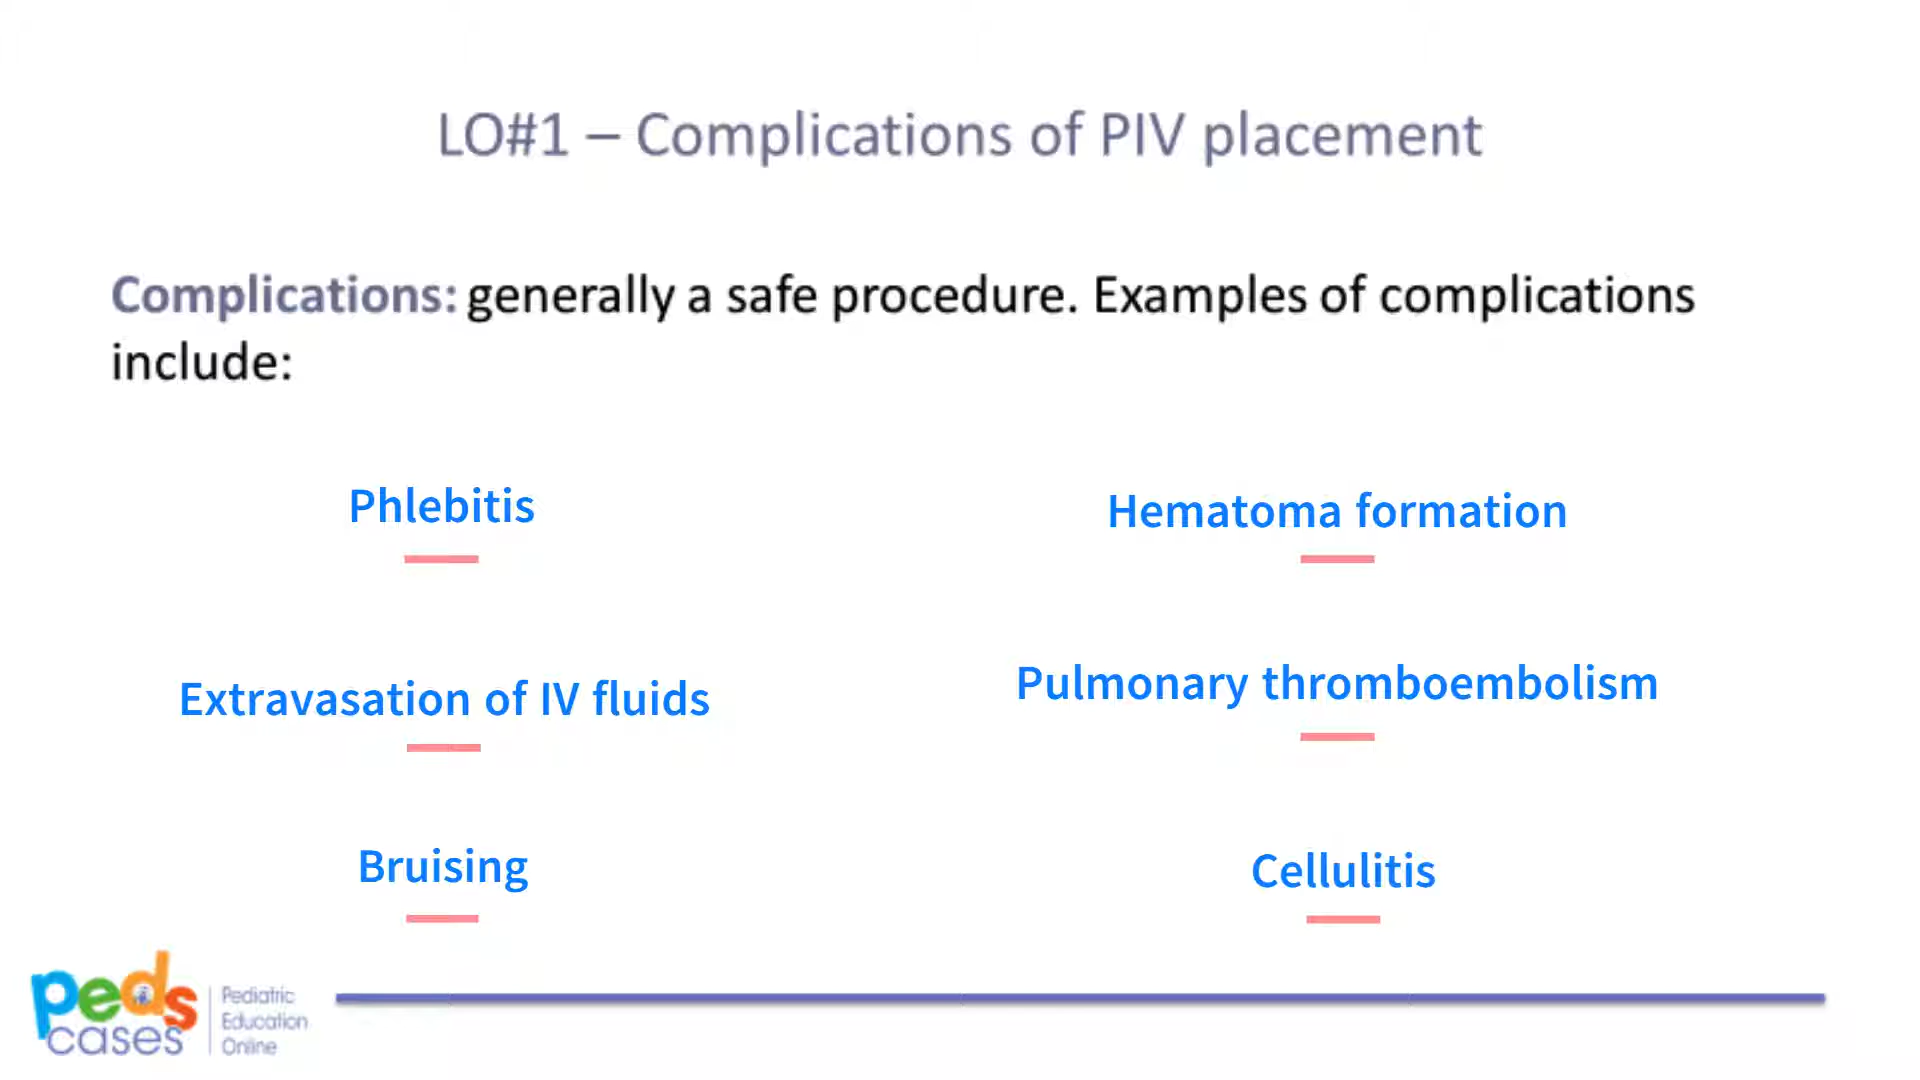 LO#1 – Complications of PIV placement
Complications: generally a safe procedure. Examples of complications
include:
Phlebitis
Hematoma formation
Extravasation of IV fluids
Pulmonary thromboembolism
Bruising
Cellulitis
peds
cases
Pediatric
Education
Online